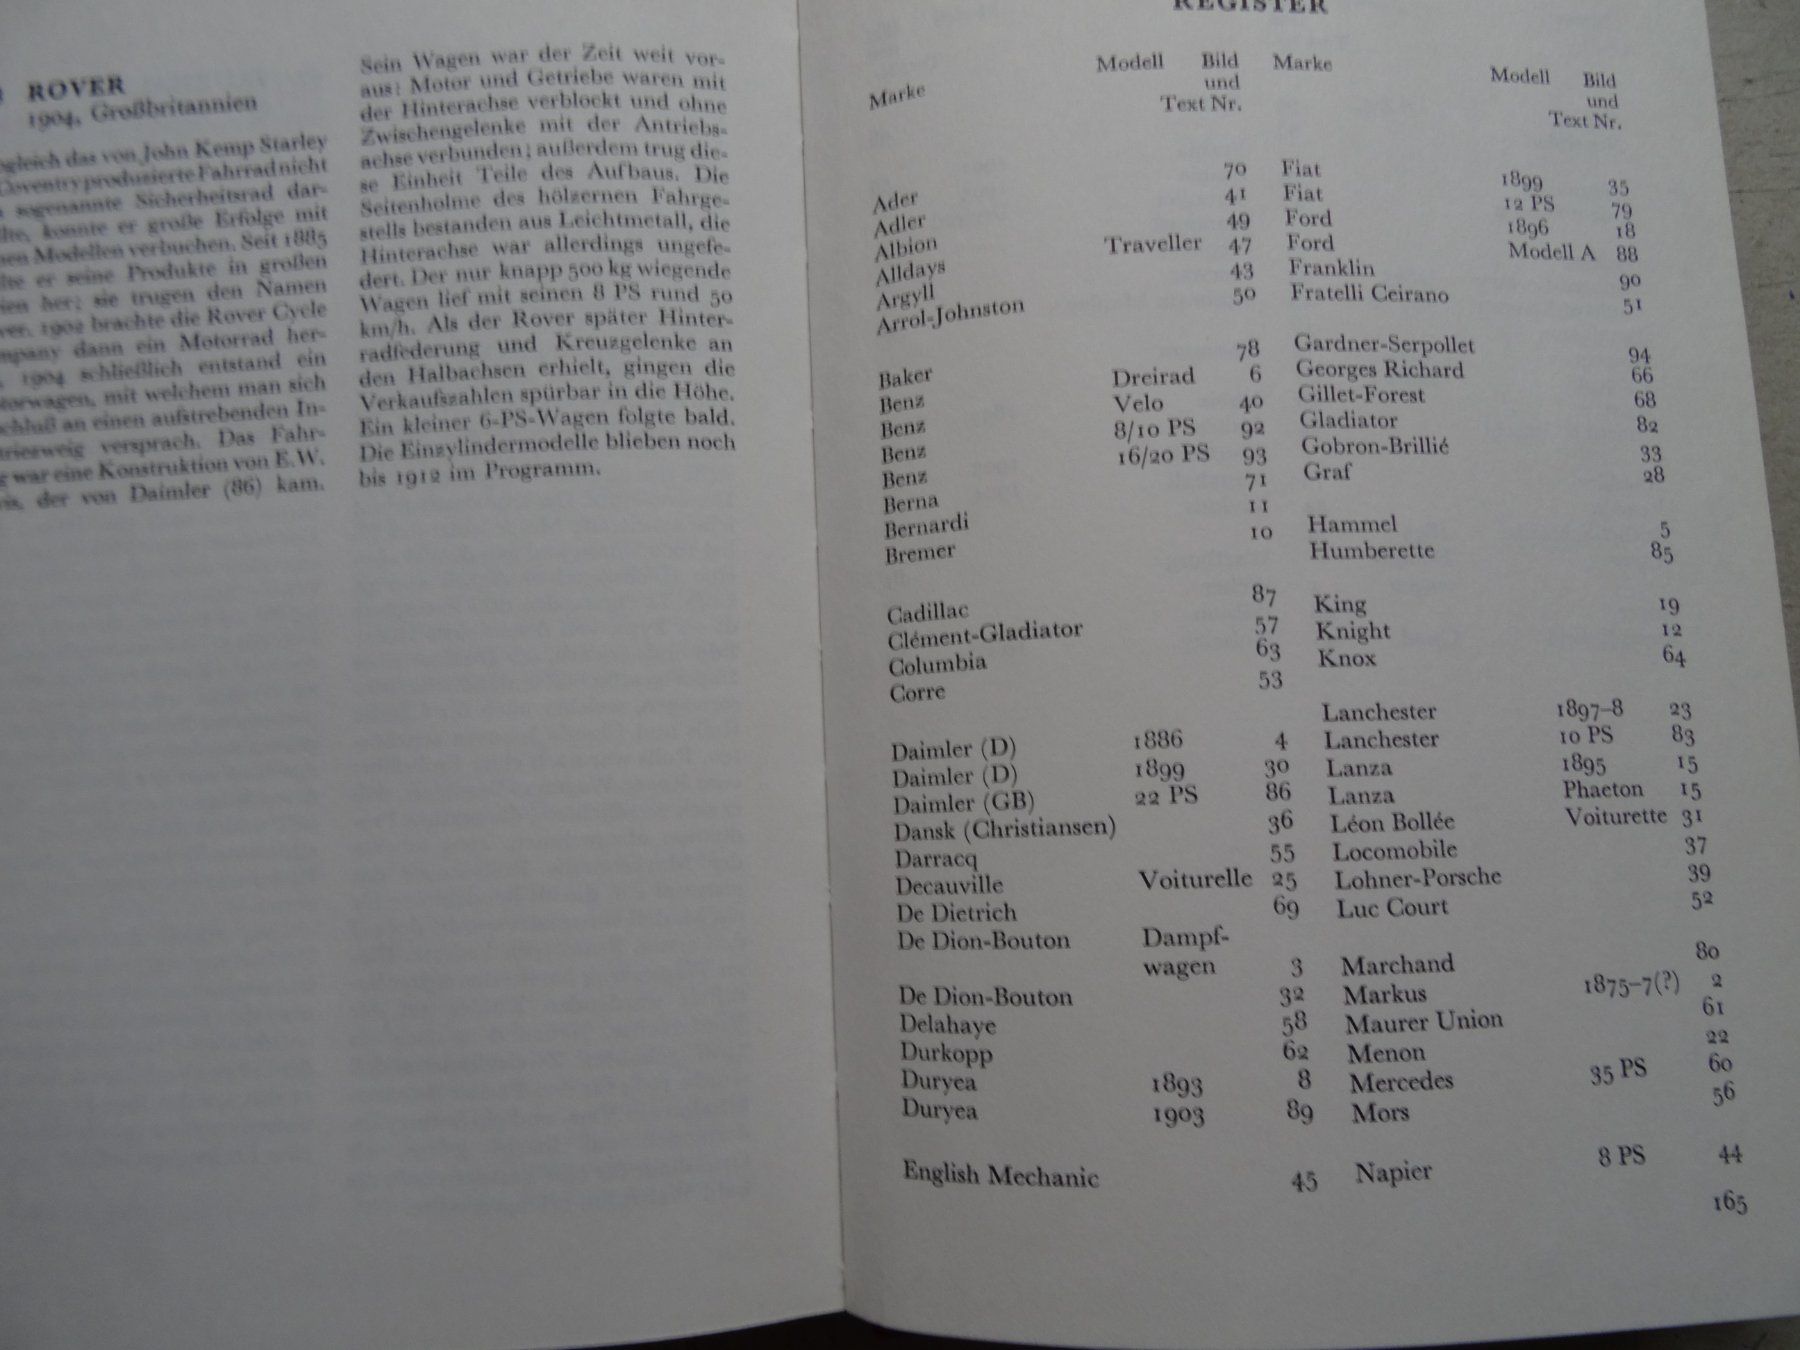 ROVER
1904, Großbritannien
gleich das von John Kemp Starley
Coventry produzierte Fahrrad nicht
sogenannte Sicherheitsrad dar-
lte, konnte er große Erfolge mit
nen Modellen verbuchen. Seit 1885
lte er seine Produkte in großen
ien her; sie trugen den Namen
ver. 1902 brachte die Rover Cycle
mpany dann ein Motorrad her-
1904 schließlich entstand ein
torwagen, mit welchem man sich
schluß an einen aufstrebenden In-
triezweig versprach. Das Fahr-
g war eine Konstruktion von E.W.
is, der von Daimler (86) kam.
Sein Wagen war der Zeit weit vor-
aus: Motor und Getriebe waren mit
der Hinterachse verblockt und ohne
Zwischengelenke mit der Antriebs-
achse verbunden; außerdem trug die-
se Einheit Teile des Aufbaus. Die
Seitenholme des hölzernen Fahrge-
stells bestanden aus Leichtmetall, die
Hinterachse war allerdings ungefe-
dert. Der nur knapp 500 kg wiegende
Wagen lief mit seinen 8 PS rund 50
km/h. Als der Rover später Hinter-
radfederung und Kreuzgelenke an
den Halbachsen erhielt, gingen die
Verkaufszahlen spürbar in die Höhe.
Ein kleiner 6-PS-Wagen folgte bald.
Die Einzylindermodelle blieben noch
bis 1912 im Programm.
REGISTER
Marke Modell Bild
und
Text Nr.
Ader 70
Adler 41
Albion 49
Alldays Traveller 47
Argyll 43
Arrol-Johnston 50
Baker 78
Benz Dreirad 6
Benz Velo 40
Benz 8/10 PS 92
Benz 16/20 PS 93
Berna 71
Bernardi 11
Bremer 10
Cadillac 87
Clément-Gladiator 57
Columbia 63
Corre 53
Daimler (D) 1886 4
Daimler (D) 1899 30
Daimler (GB) 22 PS 86
Dansk (Christiansen) 36
Darracq 55
Decauville Voiturelle 25
De Dietrich 69
De Dion-Bouton Dampf-
wagen 3
De Dion-Bouton 32
Delahaye 58
Durkopp 62
Duryea 1893 8
Duryea 1903 89
English Mechanic 45
Marke Modell Bild
und
Text Nr.
Fiat 1899 35
Fiat 12 PS 79
Ford 1896 18
Ford Modell A 88
Franklin 90
Fratelli Ceirano 51
Gardner-Serpollet 94
Georges Richard 66
Gillet-Forest 68
Gladiator 82
Gobron-Brillié 33
Graf 28
Hammel 5
Humberette 85
King 19
Knight 12
Knox 64
Lanchester 1897–8 23
Lanchester 10 PS 83
Lanza 1895 15
Lanza Phaeton 15
Léon Bollée Voiturette 31
Locomobile 37
Lohner-Porsche 39
Luc Court 52
Marchand 80
Markus 1875–7(?) 2
Maurer Union 61
Menon 22
Mercedes 35 PS 60
Mors 56
Napier 8 PS 44
165